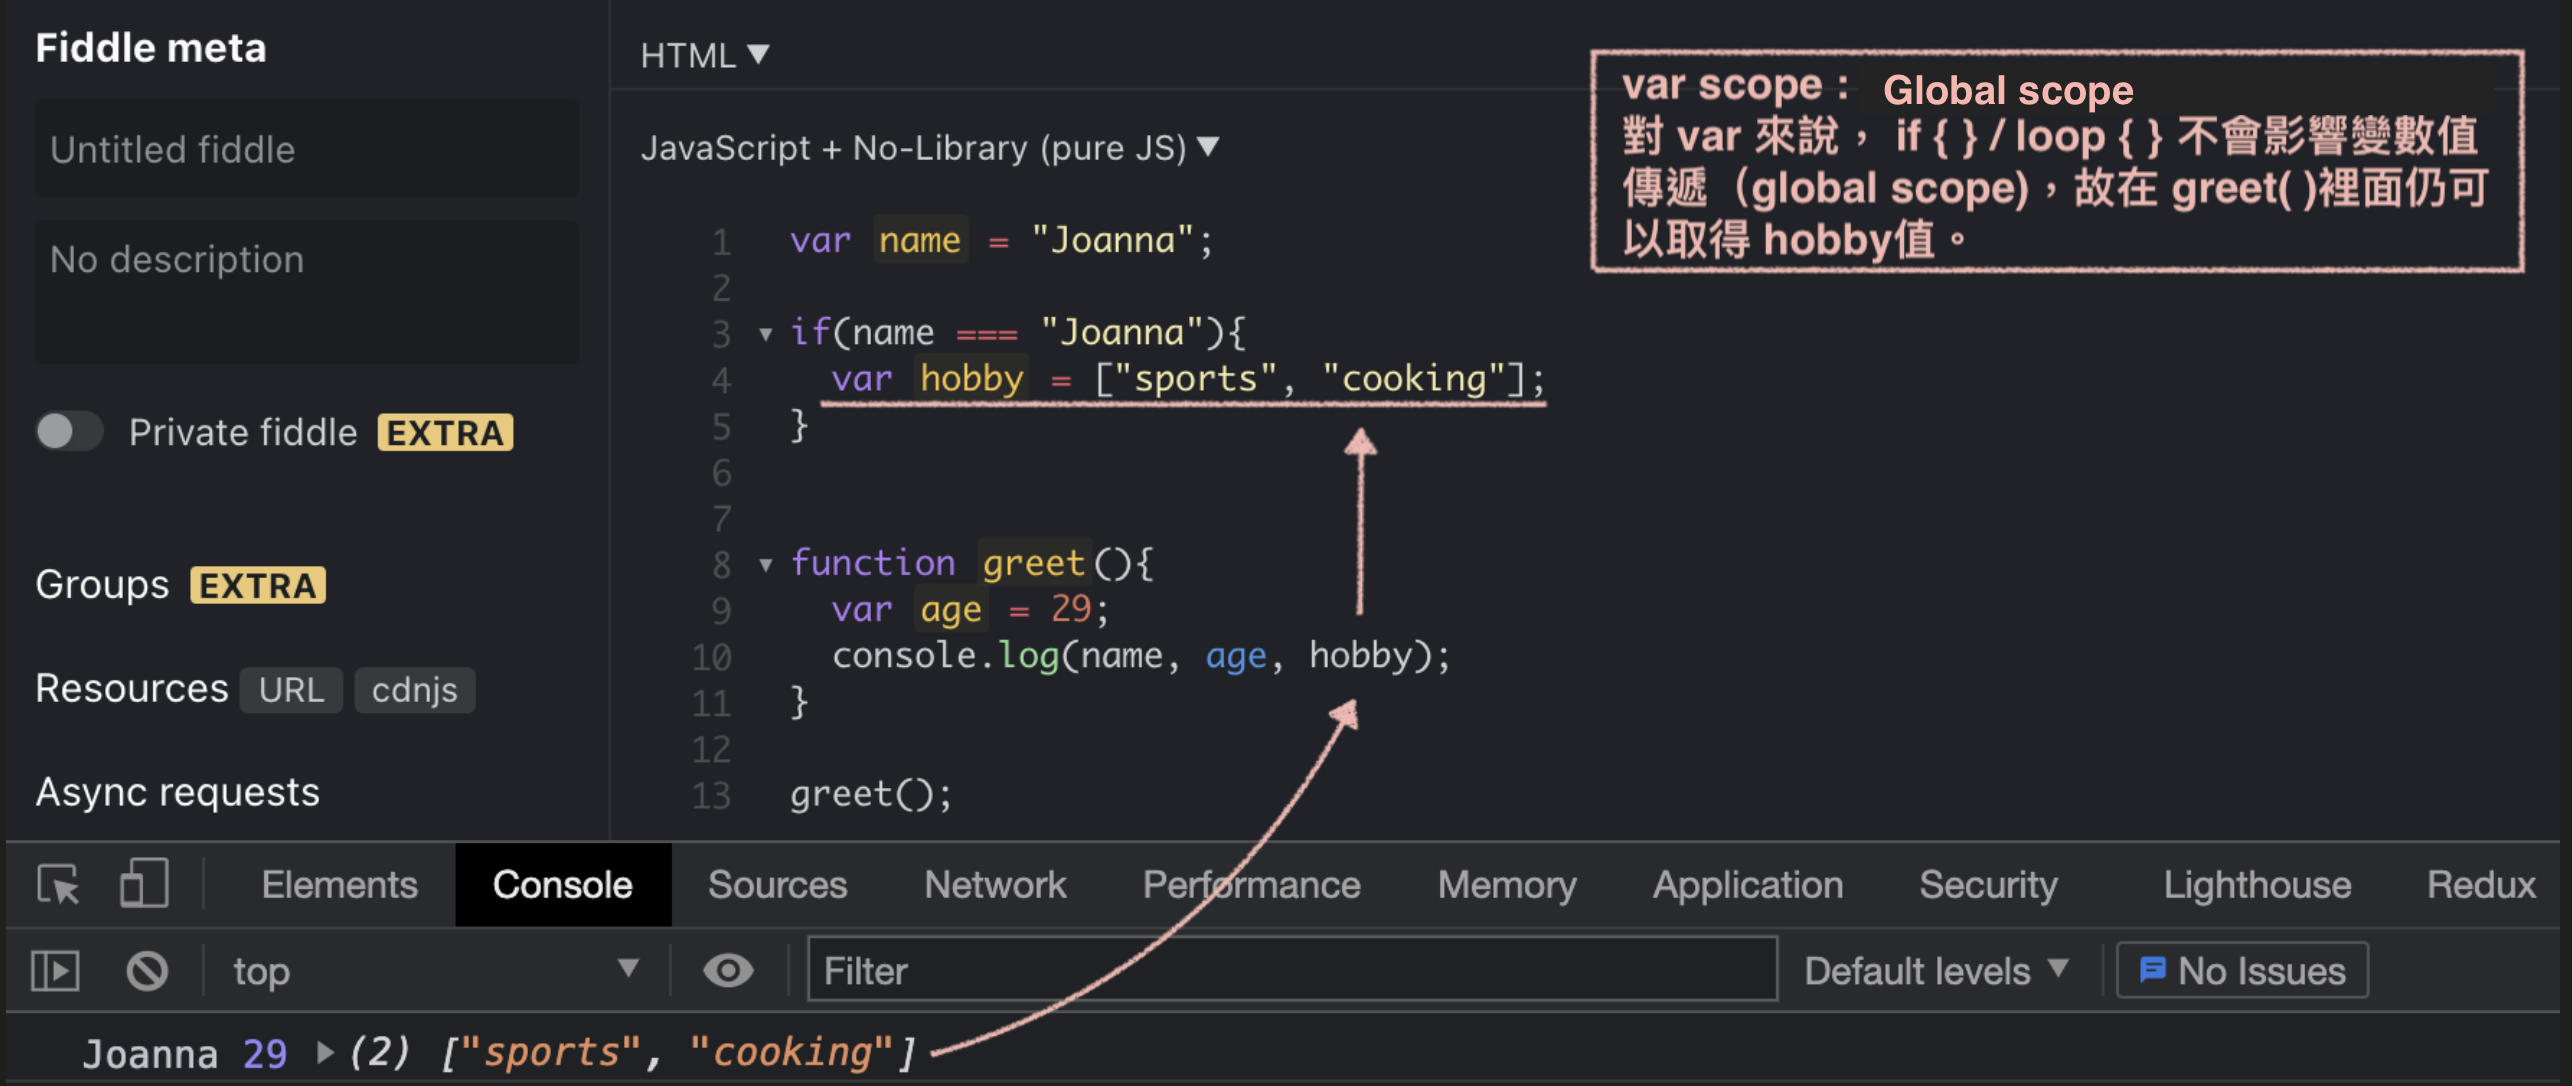 Fiddle meta
Untitled fiddle
No description
Private fiddle EXTRA
Groups EXTRA
Resources URL cdnjs
Async requests
HTML ▼
JavaScript + No-Library (pure JS) ▼
1 var name = "Joanna";
2
3 ▼ if(name === "Joanna"){
4 var hobby = ["sports", "cooking"];
5 }
6
7
8 ▼ function greet(){
9 var age = 29;
10 console.log(name, age, hobby);
11 }
12
13 greet();
var scope : Global scope
對 var 來說， if { } / loop { } 不會影響變數值
傳遞（global scope)，故在 greet( )裡面仍可
以取得 hobby值。
Elements Console Sources Network Performance Memory Application Security Lighthouse Redux
top ▼ Filter Default levels ▼ No Issues
Joanna 29 ▶ (2) ["sports", "cooking"]